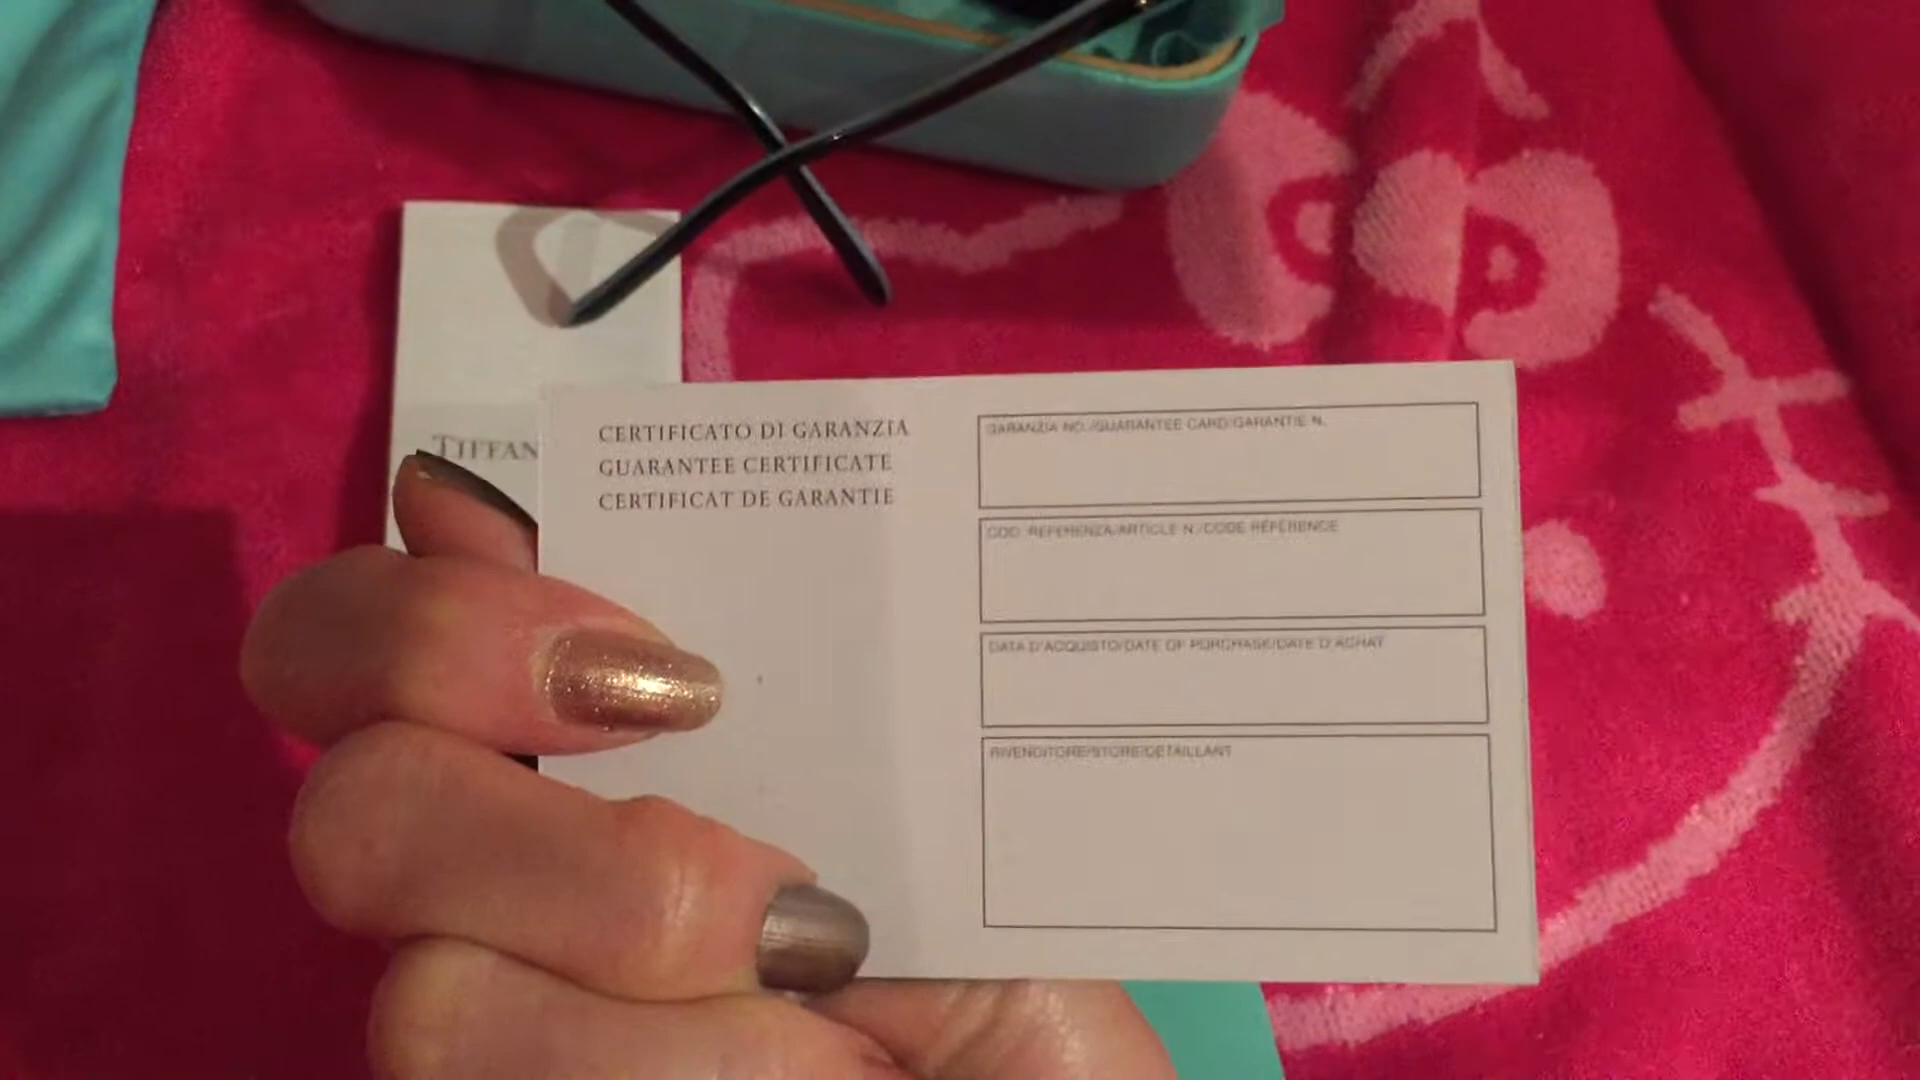 TIFFAN
CERTIFICATO DI GARANZIA
GUARANTEE CERTIFICATE
CERTIFICAT DE GARANTIE
GARANZIA NO./GUARANTEE CARD/GARANTIE N.
COD. REFERENZA/ARTICLE N./CODE RÉFÉRENCE
DATA D'ACQUISTO/DATE OF PURCHASE/DATE D'ACHAT
RIVENDITORE/STORE/DÉTAILLANT